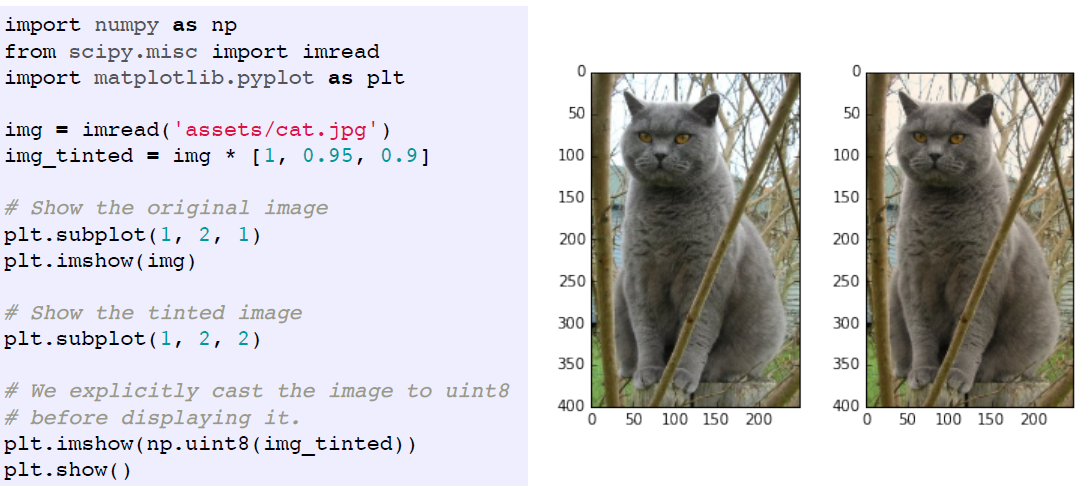 import numpy as np
from scipy.misc import imread
import matplotlib.pyplot as plt
img = imread('assets/cat.jpg')
img_tinted = img * [1, 0.95, 0.9]
# Show the original image
plt.subplot(1, 2, 1)
plt.imshow(img)
# Show the tinted image
plt.subplot(1, 2, 2)
# We explicitly cast the image to uint8
# before displaying it.
plt.imshow(np.uint8(img_tinted))
plt.show()
0
50
100
150
200
250
300
350
400
0 50 100 150 200
0
50
100
150
200
250
300
350
400
0 50 100 150 200